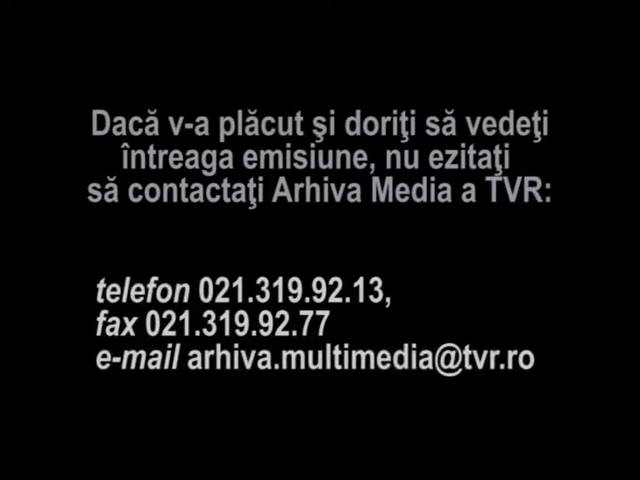 Dacă v-a plăcut şi doriţi să vedeţi
întreaga emisiune, nu ezitaţi
să contactaţi Arhiva Media a TVR:
telefon 021.319.92.13,
fax 021.319.92.77
e-mail arhiva.multimedia@tvr.ro